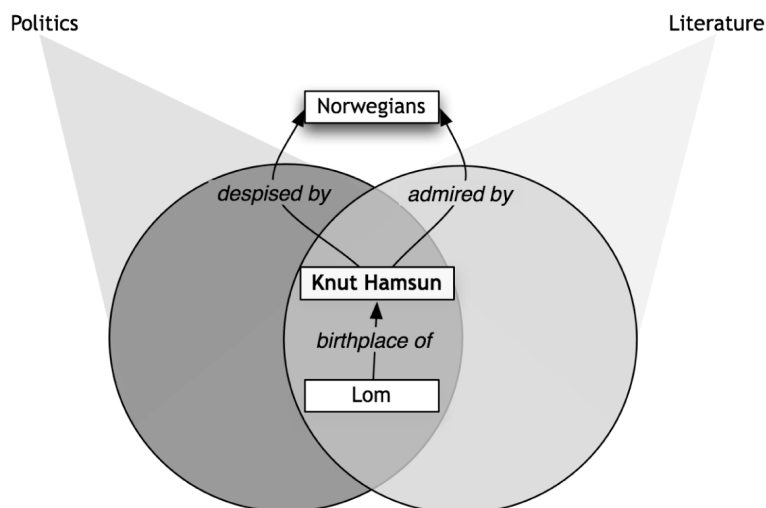 Politics
Literature
Norwegians
despised by
admired by
Knut Hamsun
birthplace of
Lom